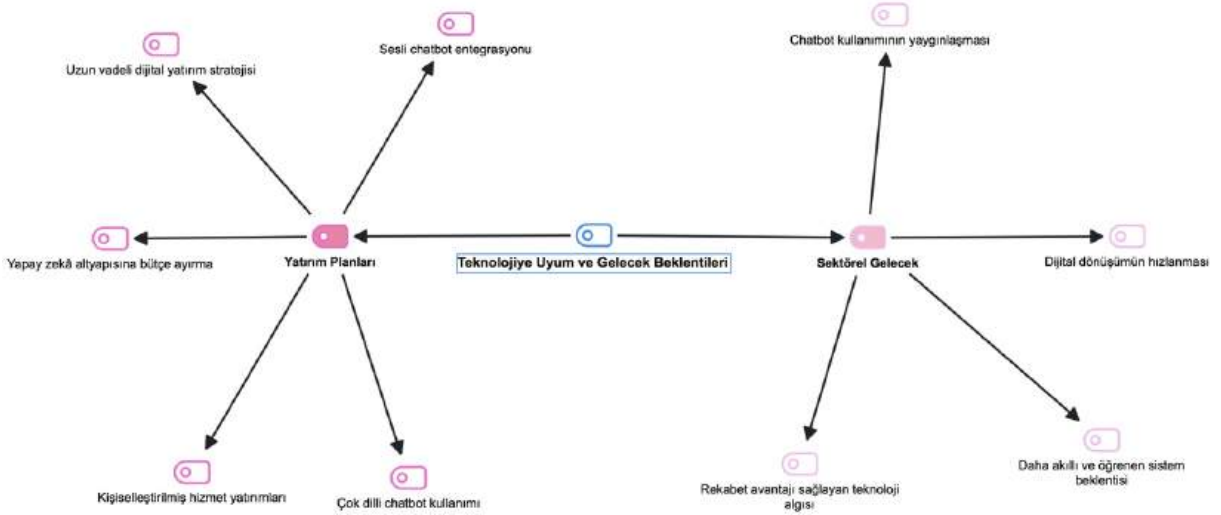 Sesli chatbot entegrasyonu
Chatbot kullanımının yaygınlaşması
Uzun vadeli dijital yatırım stratejisi
Yapay zekâ altyapısına bütçe ayırma
Yatırım Planları
Teknolojiye Uyum ve Gelecek Beklentileri
Sektörel Gelecek
Dijital dönüşümün hızlanması
Kişiselleştirilmiş hizmet yatırımları
Çok dilli chatbot kullanımı
Rekabet avantajı sağlayan teknoloji
algısı
Daha akıllı ve öğrenen sistem
beklentisi